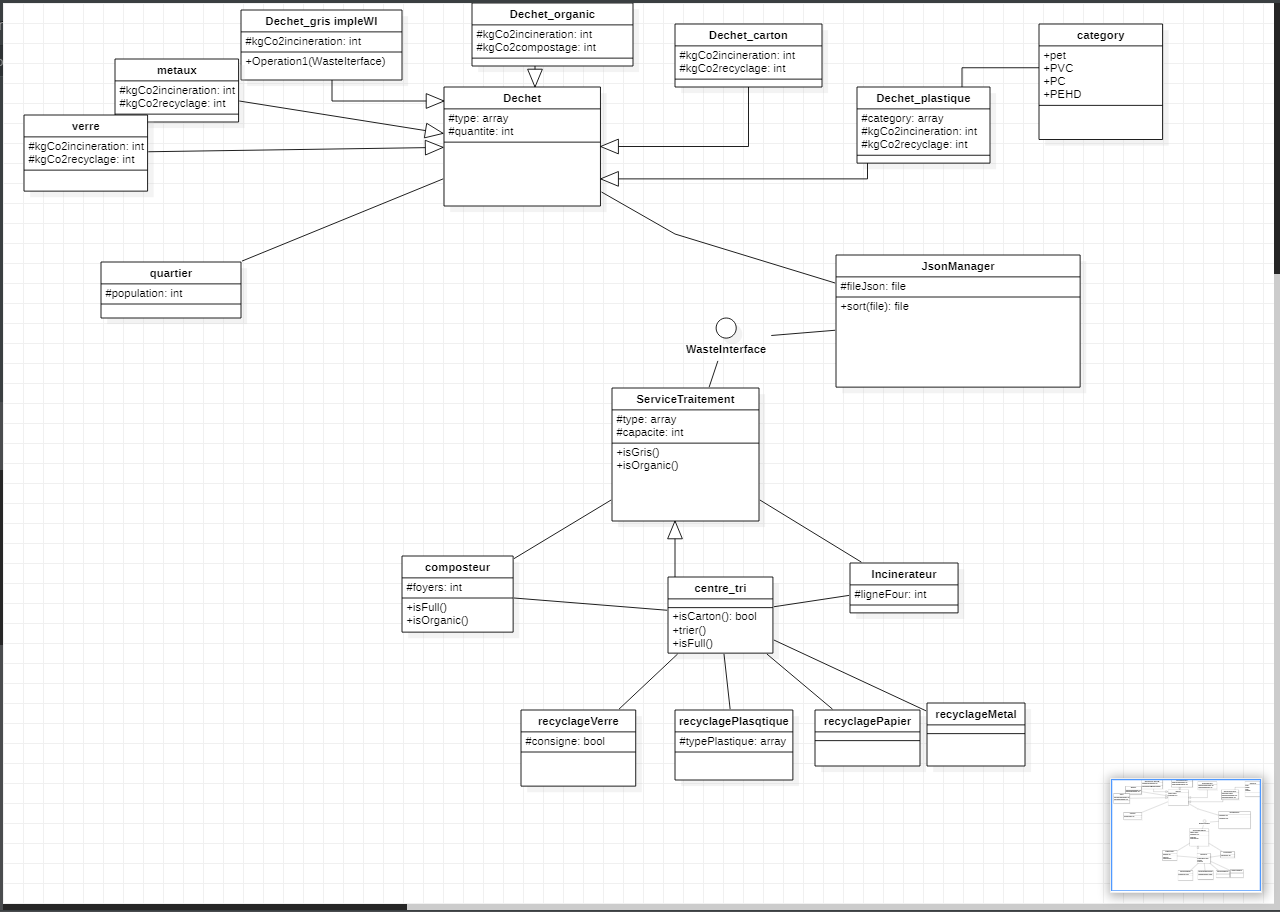 Dechet_gris impleWI
#kgCo2incineration: int
+Operation1(WasteInterface)
Dechet_organic
#kgCo2incineration: int
#kgCo2compostage: int
Dechet_carton
#kgCo2incineration: int
#kgCo2recyclage: int
category
+pet
+PVC
+PC
+PEHD
metaux
#kgCo2incineration: int
#kgCo2recyclage: int
verre
#kgCo2incineration: int
#kgCo2recyclage: int
Dechet
#type: array
#quantite: int
Dechet_plastique
#category: array
#kgCo2incineration: int
#kgCo2recyclage: int
quartier
#population: int
JsonManager
#fileJson: file
+sort(file): file
WasteInterface
ServiceTraitement
#type: array
#capacite: int
+isGris()
+isOrganic()
composteur
#foyers: int
+isFull()
+isOrganic()
centre_tri
+isCarton(): bool
+trier()
+isFull()
Incinerateur
#ligneFour: int
recyclageVerre
#consigne: bool
recyclagePlasqtique
#typePlastique: array
recyclagePapier
recyclageMetal